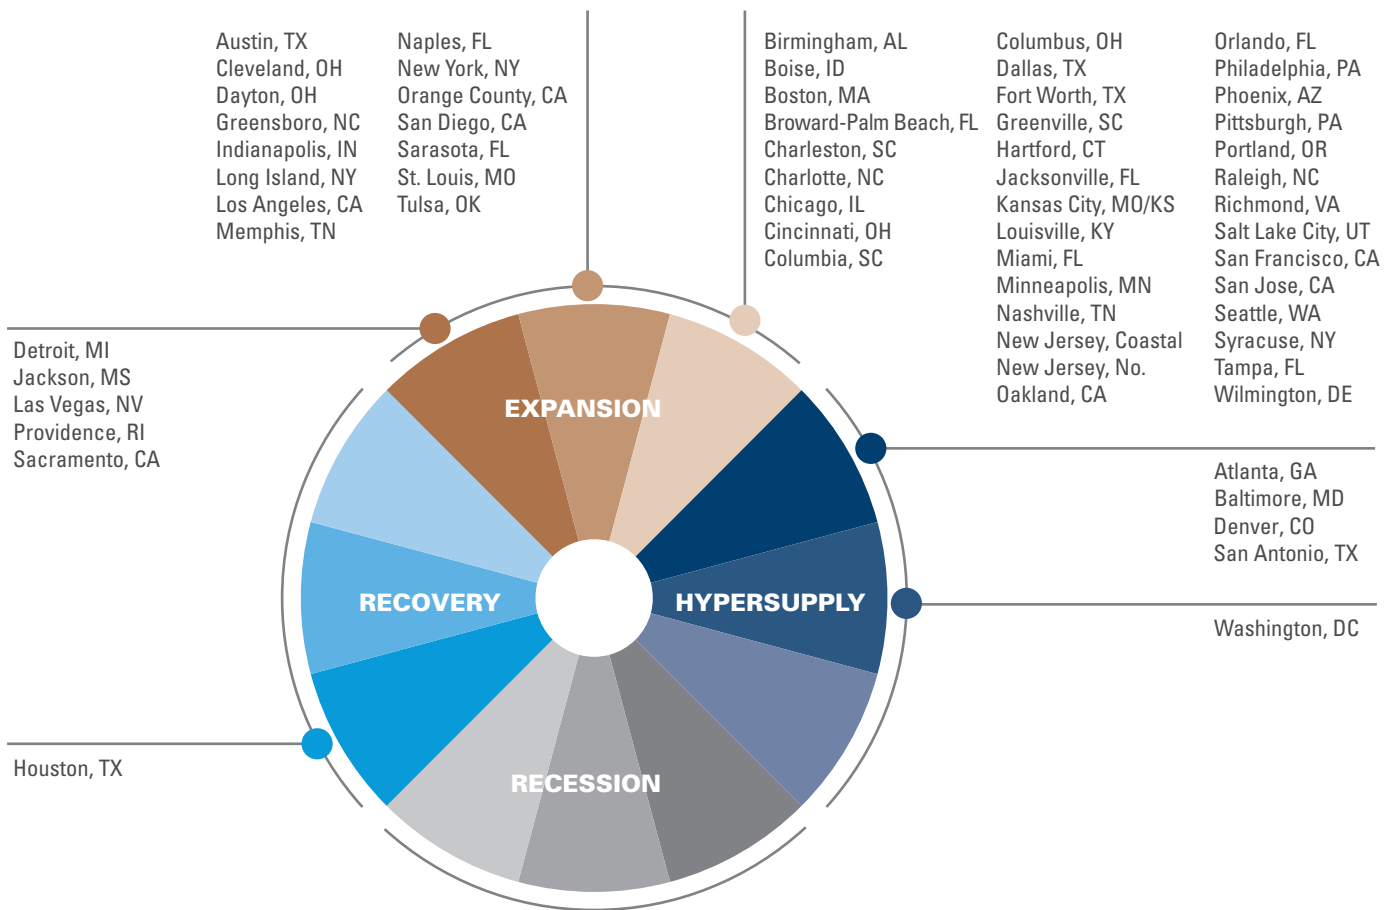 Austin, TX
Cleveland, OH
Dayton, OH
Greensboro, NC
Indianapolis, IN
Long Island, NY
Los Angeles, CA
Memphis, TN
Naples, FL
New York, NY
Orange County, CA
San Diego, CA
Sarasota, FL
St. Louis, MO
Tulsa, OK
Birmingham, AL
Boise, ID
Boston, MA
Broward-Palm Beach, FL
Charleston, SC
Charlotte, NC
Chicago, IL
Cincinnati, OH
Columbia, SC
Columbus, OH
Dallas, TX
Fort Worth, TX
Greenville, SC
Hartford, CT
Jacksonville, FL
Kansas City, MO/KS
Louisville, KY
Miami, FL
Minneapolis, MN
Nashville, TN
New Jersey, Coastal
New Jersey, No.
Oakland, CA
Orlando, FL
Philadelphia, PA
Phoenix, AZ
Pittsburgh, PA
Portland, OR
Raleigh, NC
Richmond, VA
Salt Lake City, UT
San Francisco, CA
San Jose, CA
Seattle, WA
Syracuse, NY
Tampa, FL
Wilmington, DE
Detroit, MI
Jackson, MS
Las Vegas, NV
Providence, RI
Sacramento, CA
EXPANSION
Atlanta, GA
Baltimore, MD
Denver, CO
San Antonio, TX
RECOVERY
HYPERSUPPLY
Washington, DC
Houston, TX
RECESSION